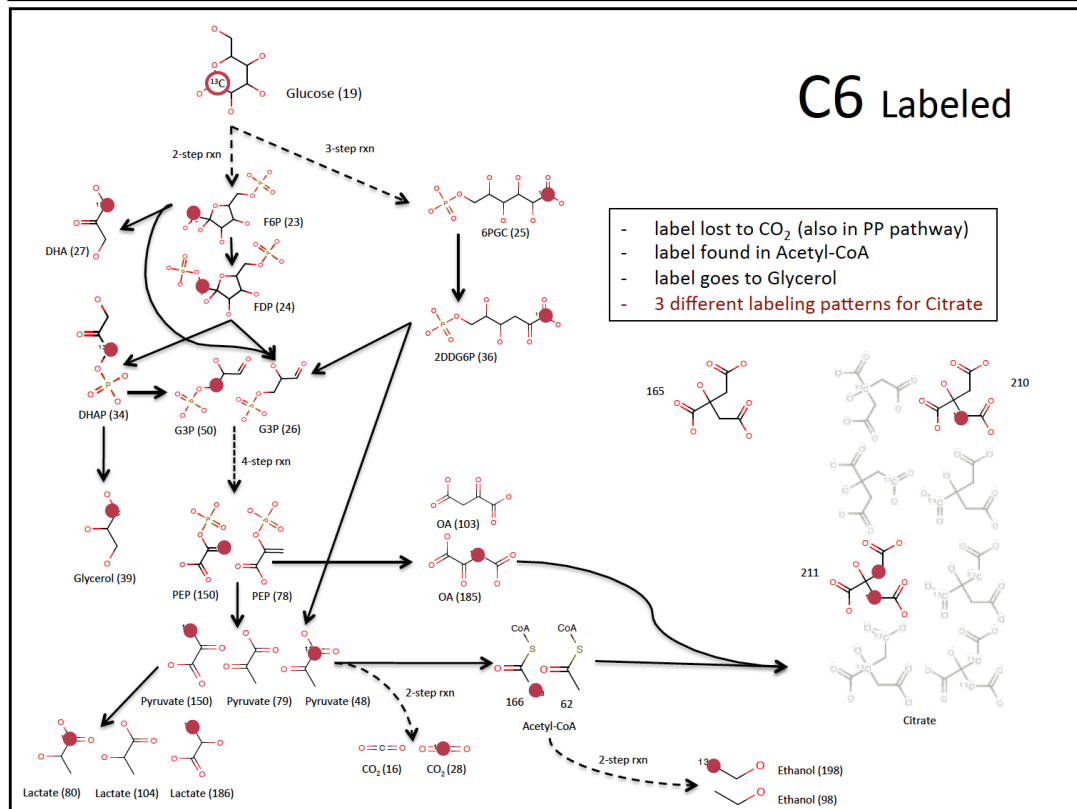 C6 Labeled
¹³C
Glucose (19)
2-step rxn
3-step rxn
F6P (23)
DHA (27)
6PGC (25)
FDP (24)
2DDG6P (36)
DHAP (34)
G3P (50)
G3P (26)
4-step rxn
- label lost to CO₂ (also in PP pathway)
- label found in Acetyl-CoA
- label goes to Glycerol
- 3 different labeling patterns for Citrate
165
210
211
Glycerol (39)
PEP (150)
PEP (78)
OA (103)
OA (185)
Pyruvate (150)
Pyruvate (79)
Pyruvate (48)
2-step rxn
CoA
CoA
S
S
166
62
Acetyl-CoA
Citrate
CO₂ (16)
CO₂ (28)
Lactate (80)
Lactate (104)
Lactate (186)
2-step rxn
13
Ethanol (198)
Ethanol (98)